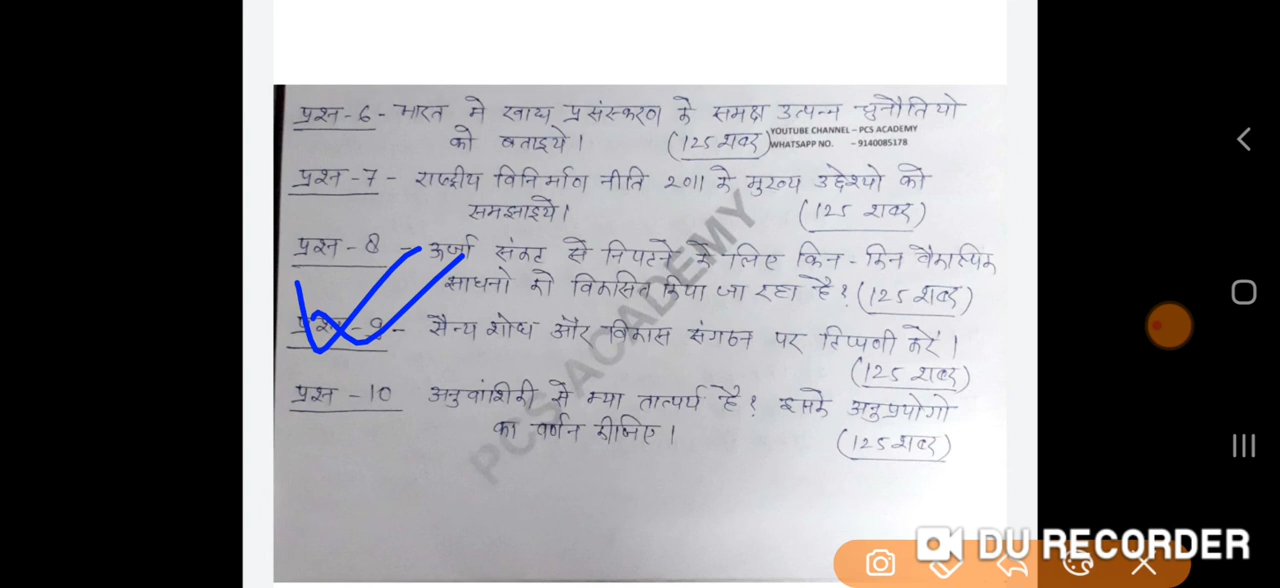 प्रश्न-6- भारत मे खाद्य प्रसंस्करण के समक्ष उत्पन्न चुनौतियो
को बताइये। (125 शब्द)
YOUTUBE CHANNEL – PCS ACADEMY
WHATSAPP NO. - 9140085178
प्रश्न -7- राष्ट्रीय विनिर्माण नीति 2011 के मुख्य उद्देश्यो को
समझाइये। (125 शब्द)
प्रश्न -8 - ऊर्जा संकट से निपटने के लिए किन-किन वैकल्पिक
साधनो को विकसित किया जा रहा है? (125 शब्द)
प्रश्न -9- सैन्य शोध और विकास संगठन पर टिप्पणी करें।
(125 शब्द)
प्रश्न -10 अनुवांशिकी से क्या तात्पर्य है? इसके अनुप्रयोगो
का वर्णन कीजिए। (125 शब्द)
PCS ACADEMY
DU RECORDER